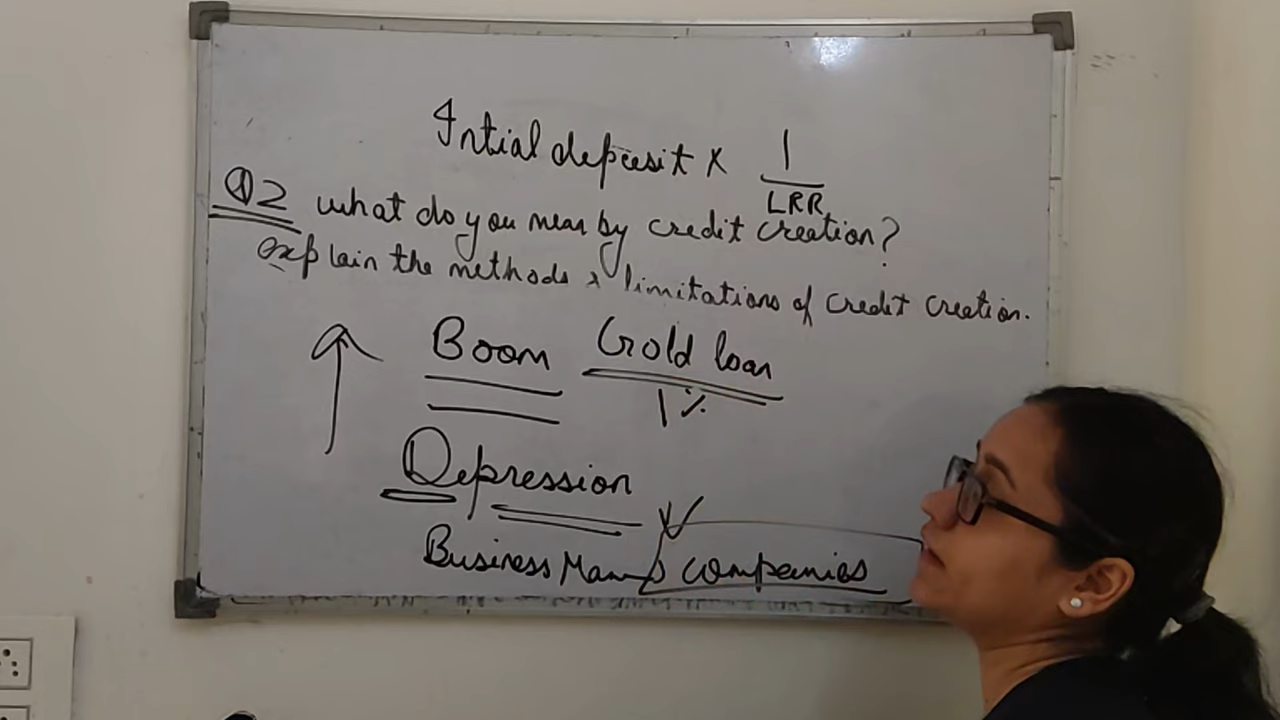 Intial deposit x 1/LRR
Q2 what do you mean by credit creation?
explain the methods & limitations of credit creation.
Boom Gold loan
1%
Depression
Business Man → companies